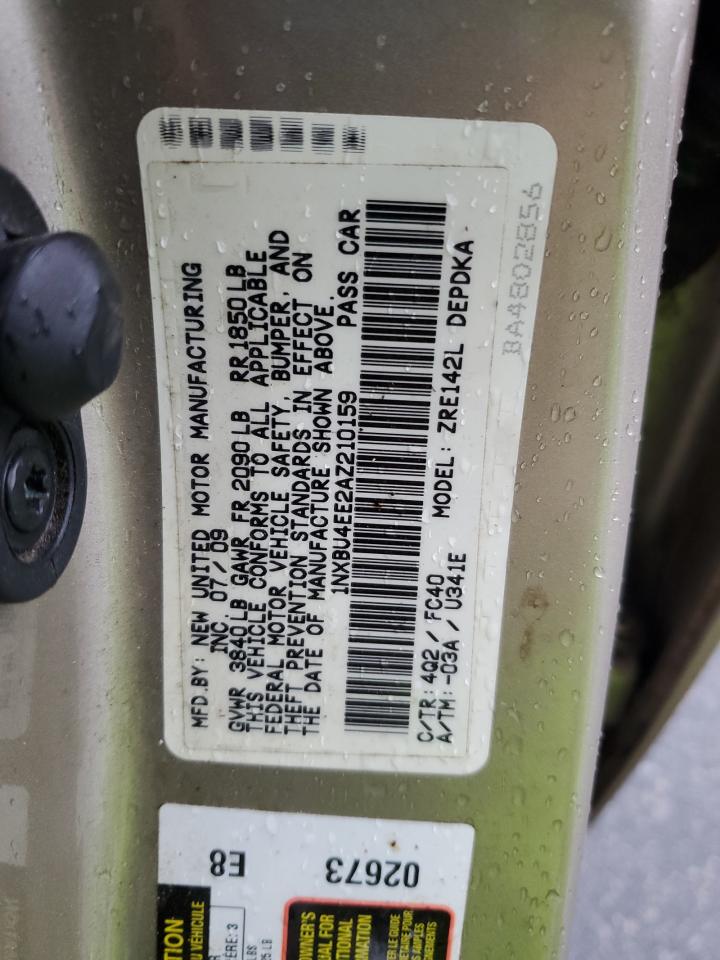 MFD.BY: NEW UNITED MOTOR MANUFACTURING
INC. 07/09
GVWR 3840LB GAWR FR 2090LB RR 1850LB
THIS VEHICLE CONFORMS TO ALL APPLICABLE
FEDERAL MOTOR VEHICLE SAFETY, BUMPER, AND
THEFT PREVENTION STANDARDS IN EFFECT ON
THE DATE OF MANUFACTURE SHOWN ABOVE.
1NXBU4EE2AZ210159 PASS CAR
C/TR: 4Q2 / FC40 MODEL: ZRE142L DEPDKA
A/TM: -03A / U341E
BA4802856
E8
02673